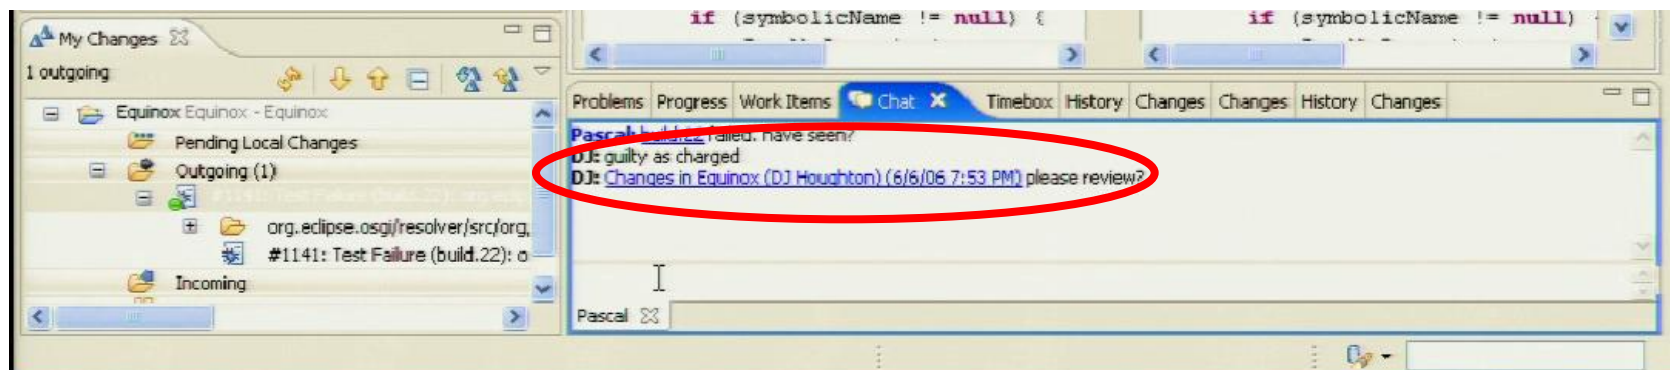 if (symbolicName != null) {
if (symbolicName != null)
My Changes
1 outgoing
Equinox Equinox - Equinox
Pending Local Changes
Outgoing (1)
org.eclipse.osgi/resolver/src/org,
#1141: Test Failure (build.22): o
Incoming
Problems Progress Work Items Chat Timebox History Changes Changes History Changes
Pascal: build.22 failed. Have seen?
DJ: guilty as charged
DJ: Changes in Equinox (DJ Houghton) (6/6/06 7:53 PM) please review?
Pascal